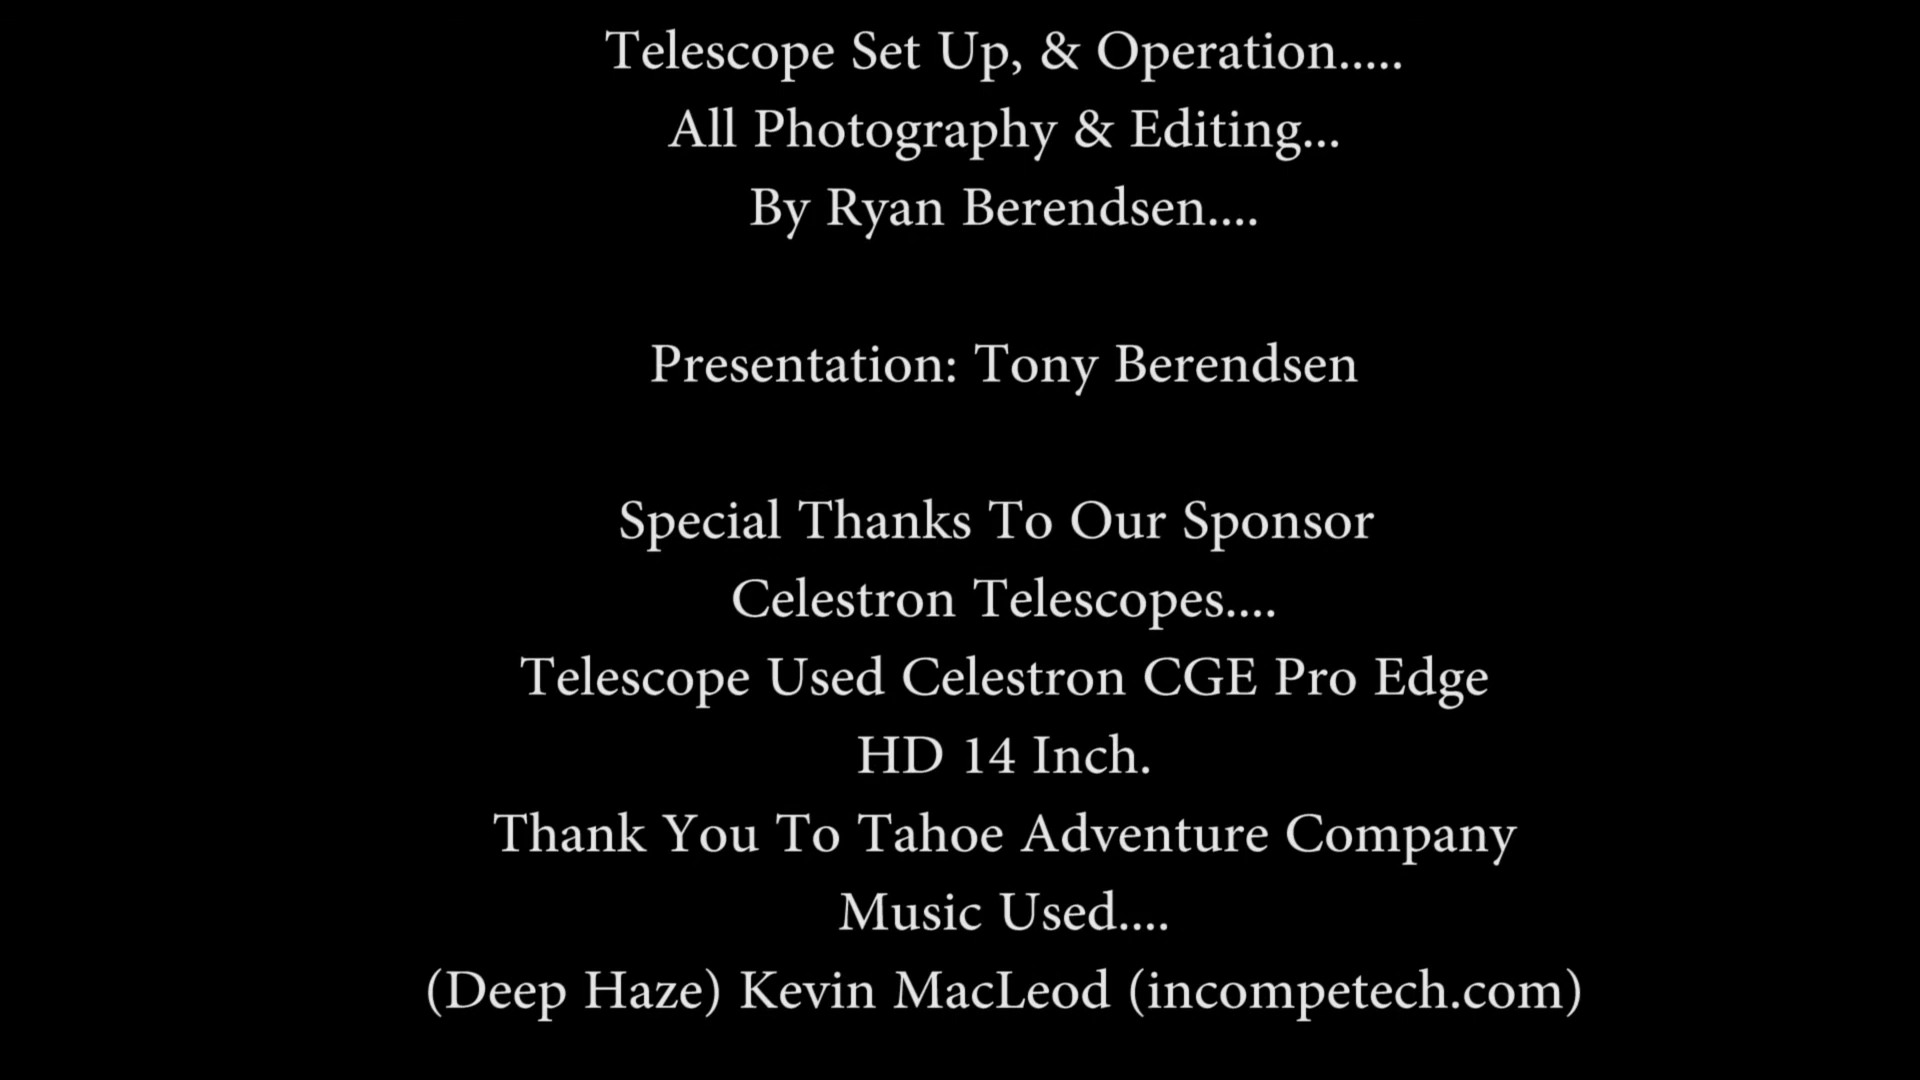 Telescope Set Up, & Operation.....
All Photography & Editing...
By Ryan Berendsen....
Presentation: Tony Berendsen
Special Thanks To Our Sponsor
Celestron Telescopes....
Telescope Used Celestron CGE Pro Edge
HD 14 Inch.
Thank You To Tahoe Adventure Company
Music Used....
(Deep Haze) Kevin MacLeod (incompetech.com)